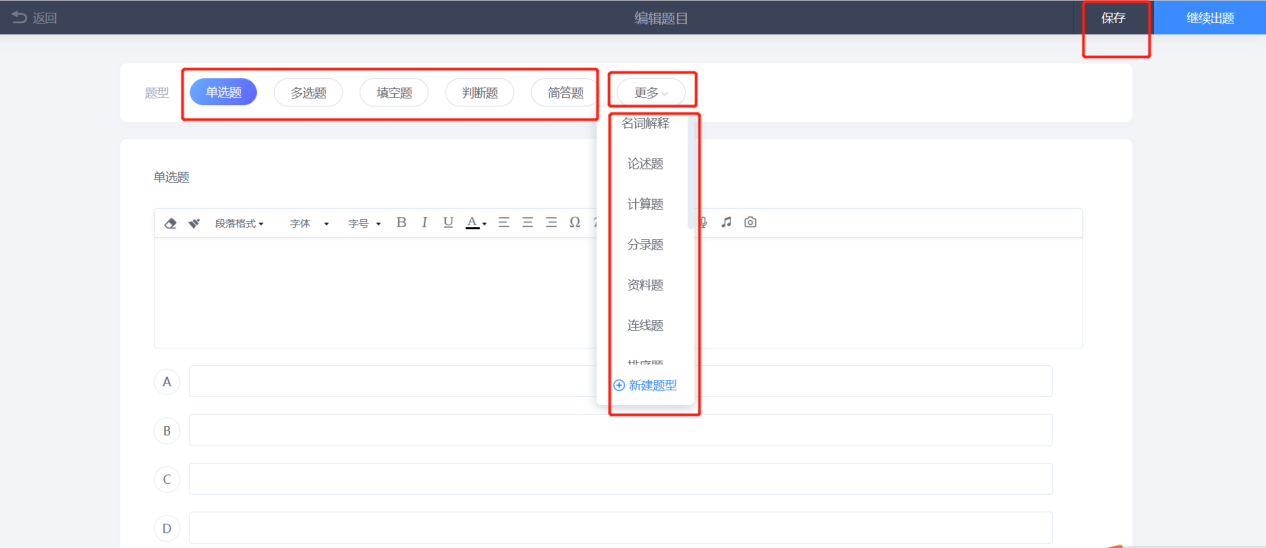 返回 编辑题目 保存 继续出题
题型 单选题 多选题 填空题 判断题 简答题 更多
名词解释
论述题
计算题
分录题
资料题
连线题
排序题
新建题型
单选题
段落格式 字体 字号 B I U A Ω
A
B
C
D